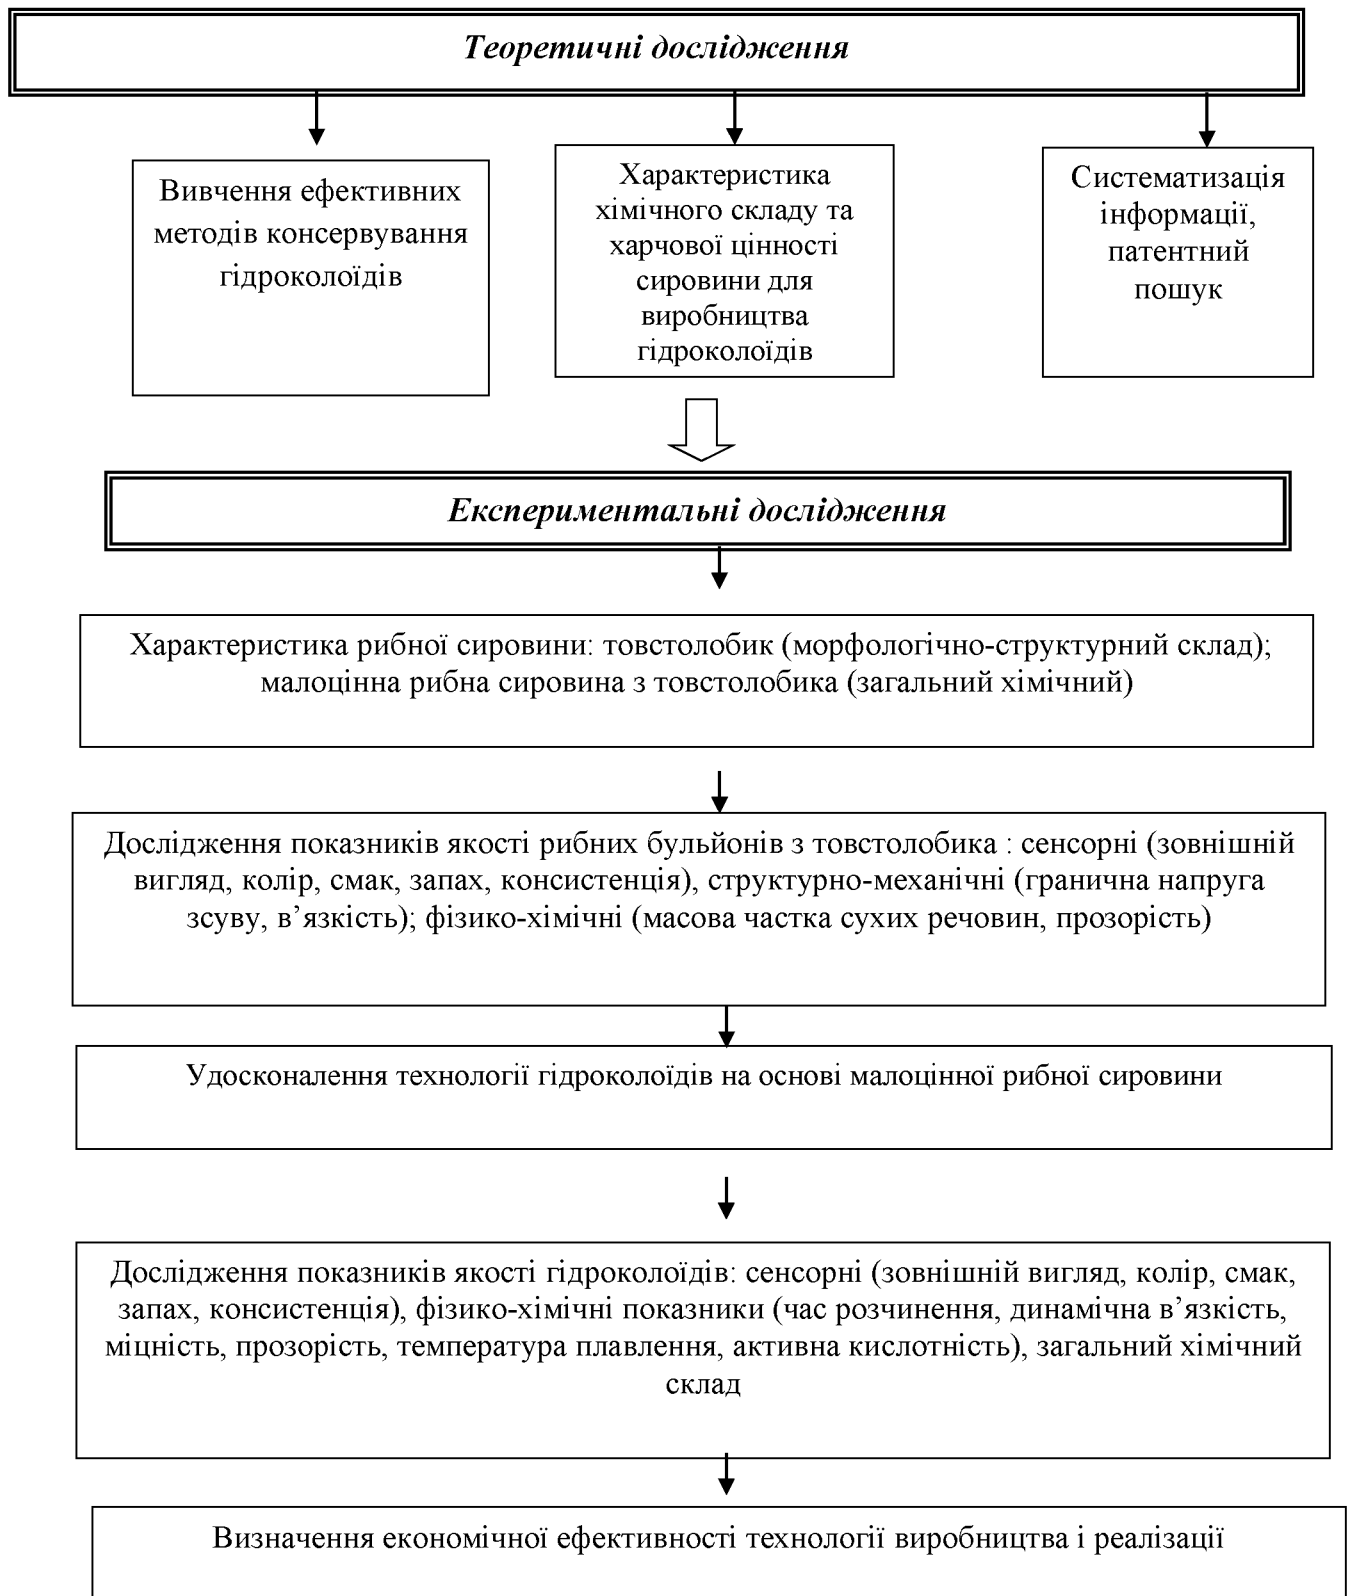 Теоретичні дослідження
Вивчення ефективних
методів консервування
гідроколоїдів
Характеристика
хімічного складу та
харчової цінності
сировини для
виробництва
гідроколоїдів
Систематизація
інформації,
патентний
пошук
Експериментальні дослідження
Характеристика рибної сировини: товстолобик (морфологічно-структурний склад);
малоцінна рибна сировина з товстолобика (загальний хімічний)
Дослідження показників якості рибних бульйонів з товстолобика : сенсорні (зовнішній
вигляд, колір, смак, запах, консистенція), структурно-механічні (гранична напруга
зсуву, в’язкість); фізико-хімічні (масова частка сухих речовин, прозорість)
Удосконалення технології гідроколоїдів на основі малоцінної рибної сировини
Дослідження показників якості гідроколоїдів: сенсорні (зовнішній вигляд, колір, смак,
запах, консистенція), фізико-хімічні показники (час розчинення, динамічна в’язкість,
міцність, прозорість, температура плавлення, активна кислотність), загальний хімічний
склад
Визначення економічної ефективності технології виробництва і реалізації